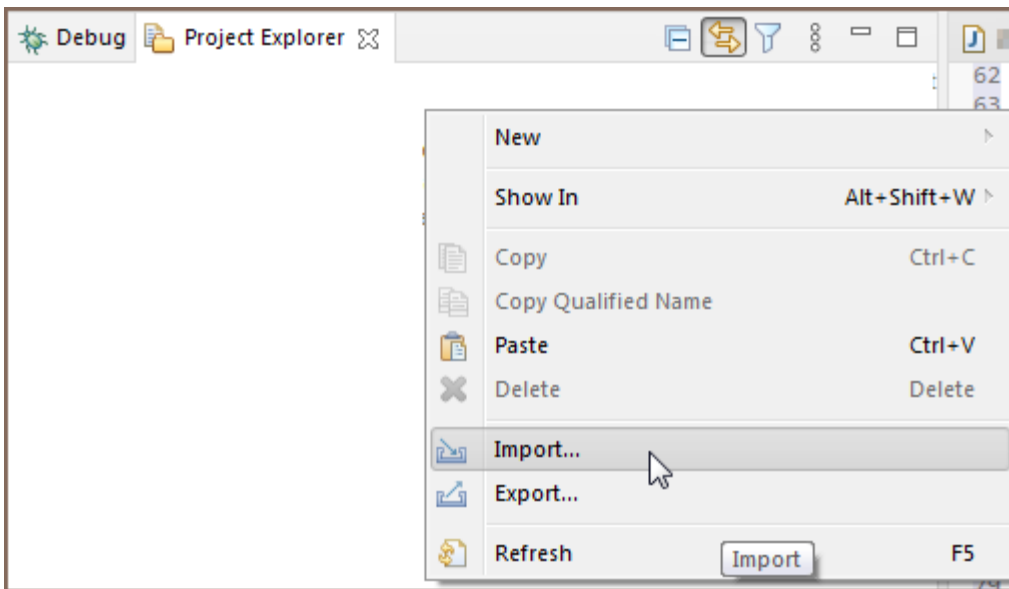 Debug Project Explorer
62
63
New
Show In Alt+Shift+W
Copy Ctrl+C
Copy Qualified Name
Paste Ctrl+V
Delete Delete
Import...
Export...
Refresh F5
Import